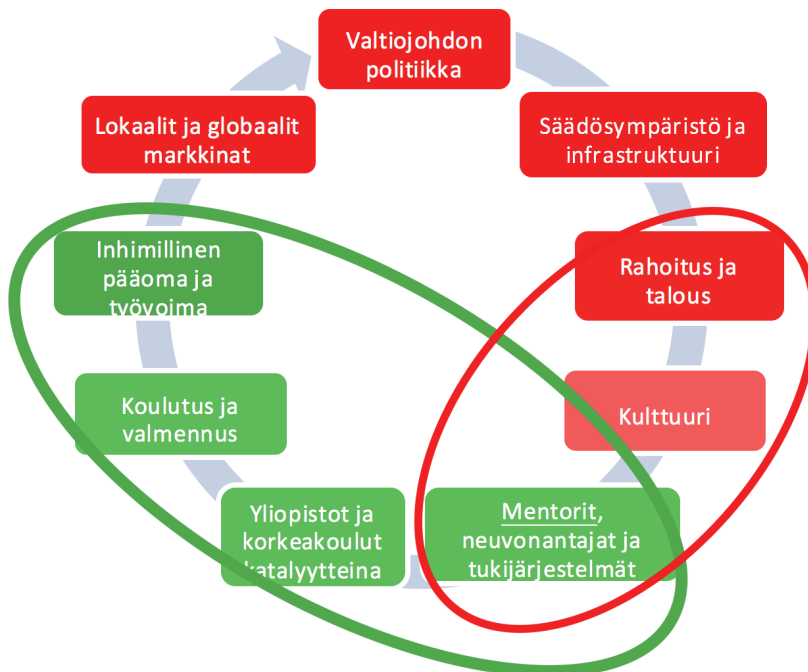 Valtiojohdon
politiikka
Säädösympäristö ja
infrastruktuuri
Rahoitus ja
talous
Kulttuuri
Mentorit,
neuvonantajat ja
tukijärjestelmät
Yliopistot ja
korkeakoulut
katalyytteina
Koulutus ja
valmennus
Inhimillinen
pääoma ja
työvoima
Lokaalit ja globaalit
markkinat